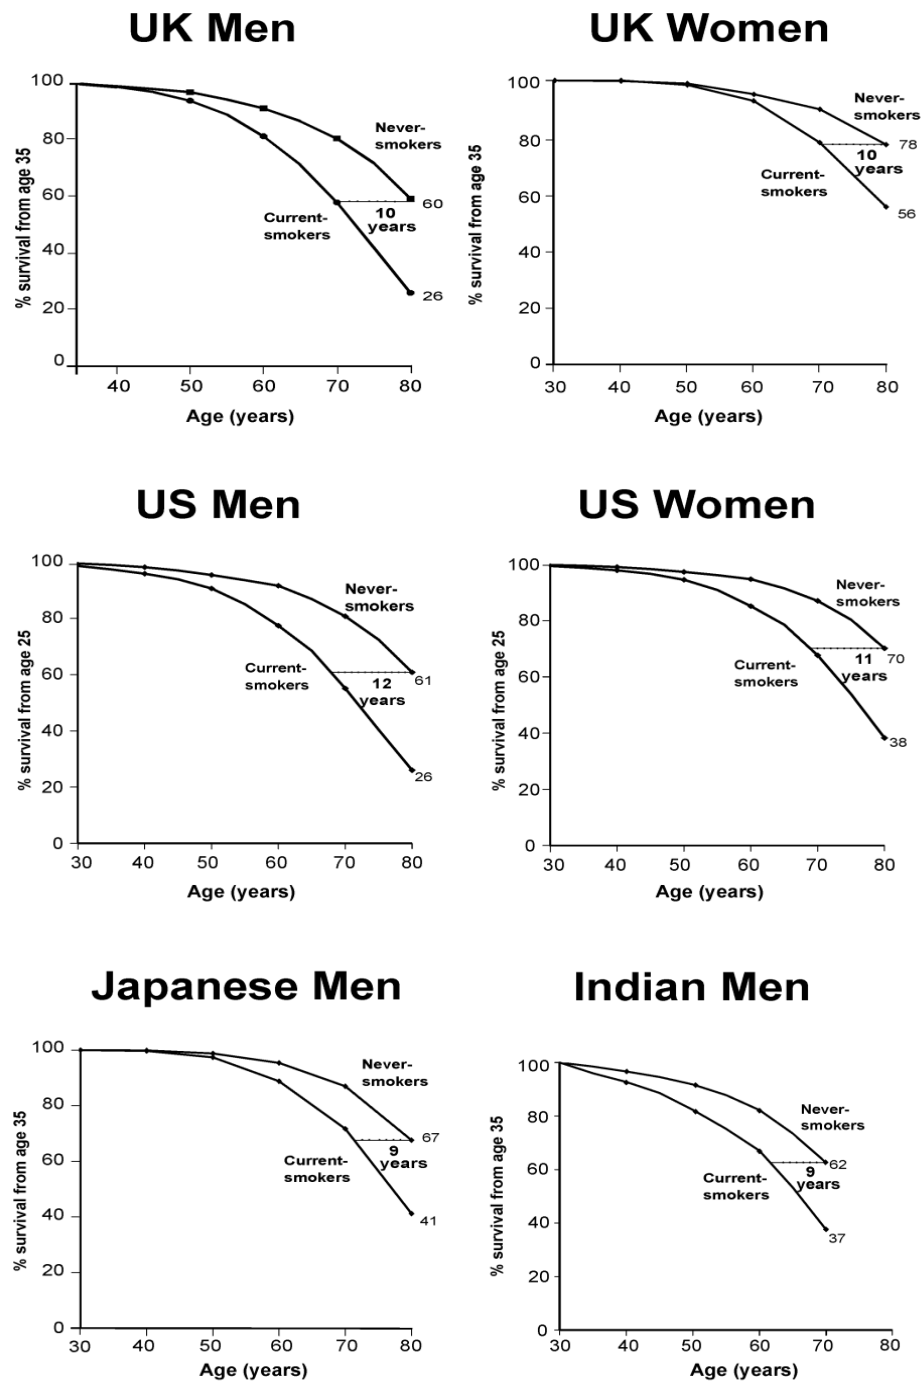 UK Men
100
80
60
40
20
0
% survival from age 35
Never-
smokers
Current-
smokers
10
years
60
26
40 50 60 70 80
Age (years)
UK Women
100
80
60
40
20
0
% survival from age 35
Never-
smokers
Current-
smokers
10
years
78
56
30 40 50 60 70 80
Age (years)
US Men
100
80
60
40
20
0
% survival from age 25
Never-
smokers
Current-
smokers
12
years
61
26
30 40 50 60 70 80
Age (years)
US Women
100
80
60
40
20
0
% survival from age 25
Never-
smokers
Current-
smokers
11
years
70
38
30 40 50 60 70 80
Age (years)
Japanese Men
100
80
60
40
20
0
% survival from age 35
Never-
smokers
Current-
smokers
9
years
67
41
30 40 50 60 70 80
Age (years)
Indian Men
100
80
60
40
20
0
% survival from age 35
Never-
smokers
Current-
smokers
9
years
62
37
30 40 50 60 70 80
Age (years)